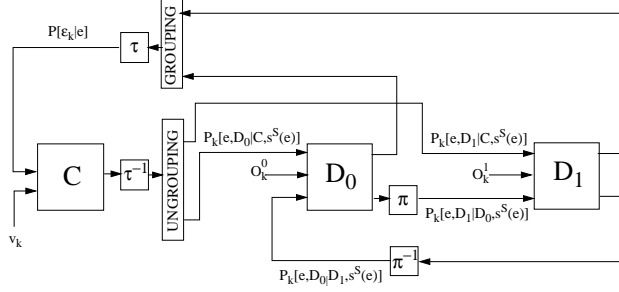 P[ε_k|e]
τ
GROUPING
C
τ⁻¹
UNGROUPING
P_k[e,D_0|C,s^S(e)]
O_k^0
D_0
π
P_k[e,D_1|C,s^S(e)]
O_k^1
D_1
P_k[e,D_1|D_0,s^S(e)]
v_k
P_k[e,D_0|D_1,s^S(e)]
π⁻¹